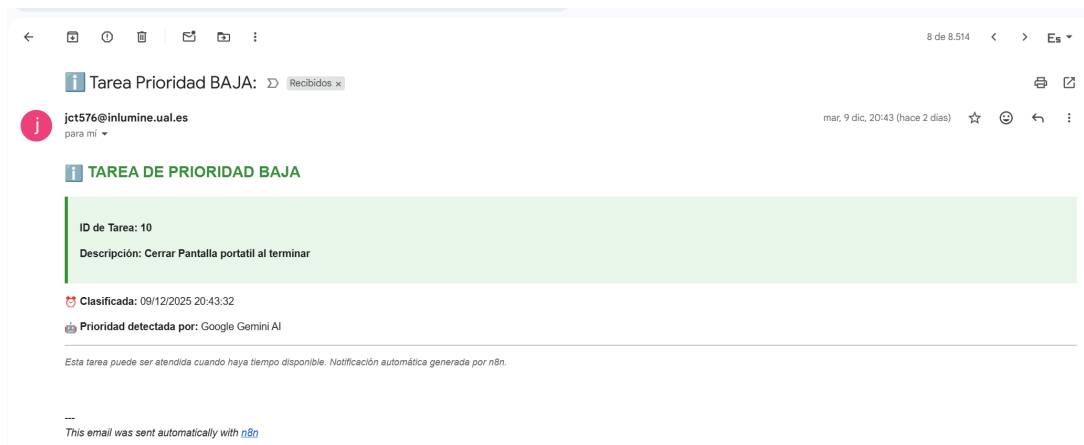 8 de 8.514
Es
Tarea Prioridad BAJA:
Recibidos x
j
jct576@inlumine.ual.es
mar, 9 dic, 20:43 (hace 2 días)
para mí
TAREA DE PRIORIDAD BAJA
ID de Tarea: 10
Descripción: Cerrar Pantalla portatil al terminar
Clasificada: 09/12/2025 20:43:32
Prioridad detectada por: Google Gemini AI
Esta tarea puede ser atendida cuando haya tiempo disponible. Notificación automática generada por n8n.
---
This email was sent automatically with n8n